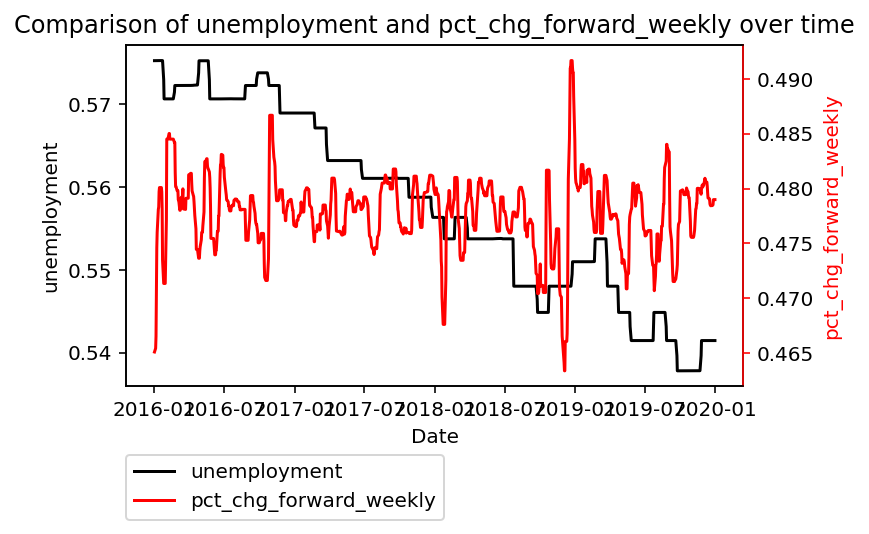 Comparison of unemployment and pct_chg_forward_weekly over time
unemployment
0.57
0.56
0.55
0.54
0.490
0.485
0.480
0.475
0.470
0.465
pct_chg_forward_weekly
2016-01 2016-07 2017-01 2017-07 2018-01 2018-07 2019-01 2019-07 2020-01
Date
unemployment
pct_chg_forward_weekly